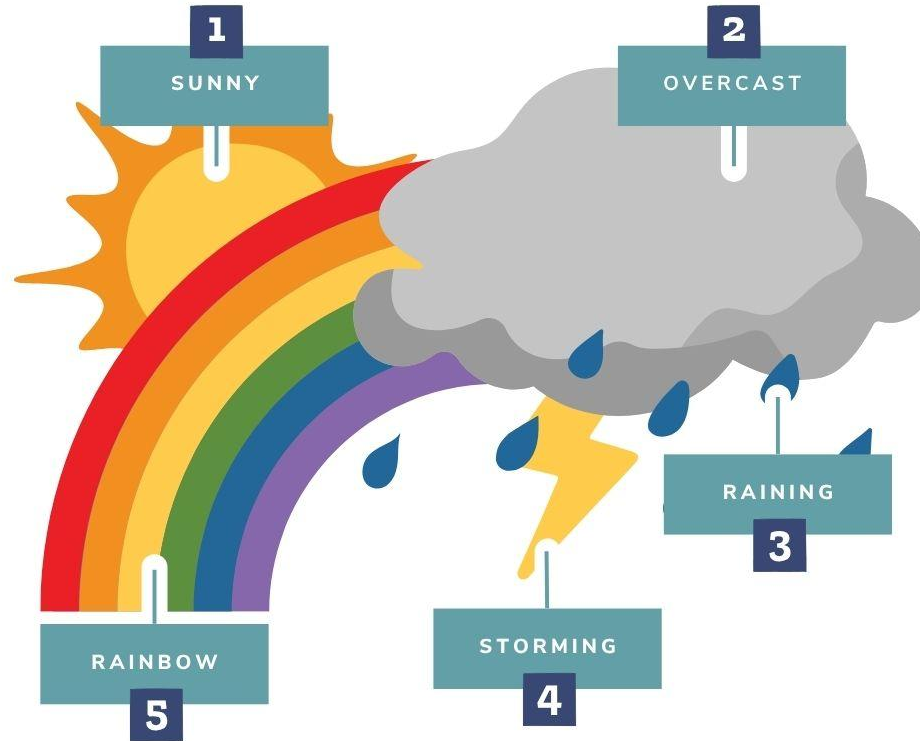 1
SUNNY
2
OVERCAST
RAINING
3
STORMING
4
RAINBOW
5